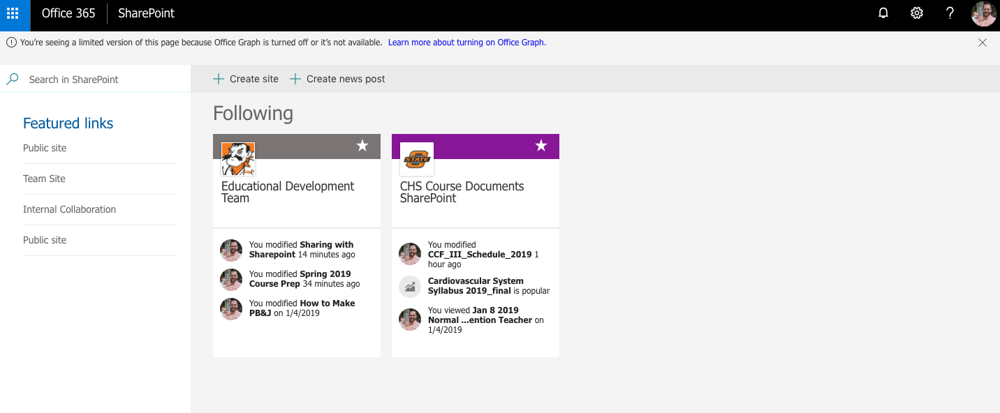 Office 365
SharePoint
You're seeing a limited version of this page because Office Graph is turned off or it's not available. Learn more about turning on Office Graph.
Search in SharePoint
Create site
Create news post
Featured links
Public site
Team Site
Internal Collaboration
Public site
Following
Educational Development
Team
You modified Sharing with
Sharepoint 14 minutes ago
You modified Spring 2019
Course Prep 34 minutes ago
You modified How to Make
PB&J on 1/4/2019
STATE
CHS Course Documents
SharePoint
You modified
CCF_III_Schedule_2019 1
hour ago
Cardiovascular System
Syllabus 2019_final is popular
You viewed Jan 8 2019
Normal ...ention Teacher on
1/4/2019